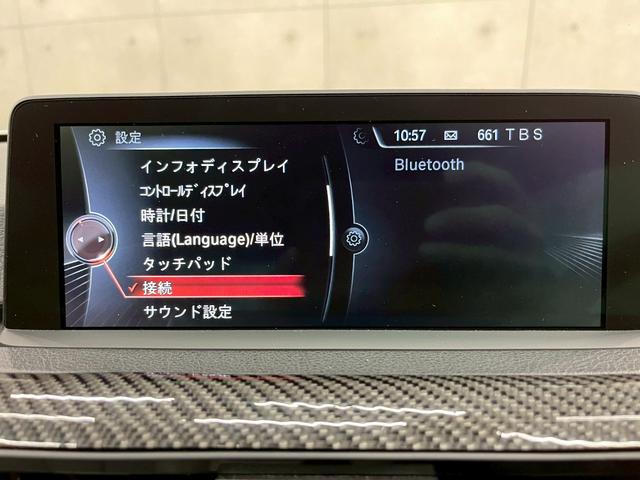 設定
10:57 661 TBS
インフォディスプレイ
Bluetooth
コントロールディスプレイ
時計/日付
言語(Language)/単位
タッチパッド
接続
サウンド設定